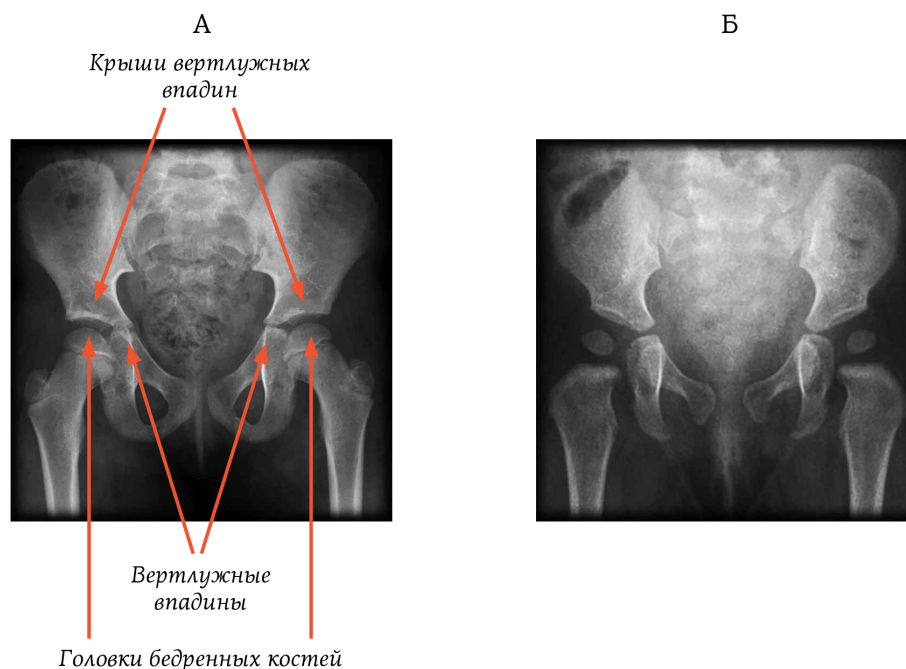 А
Б
Крыши вертлужных
впадин
Вертлужные
впадины
Головки бедренных костей